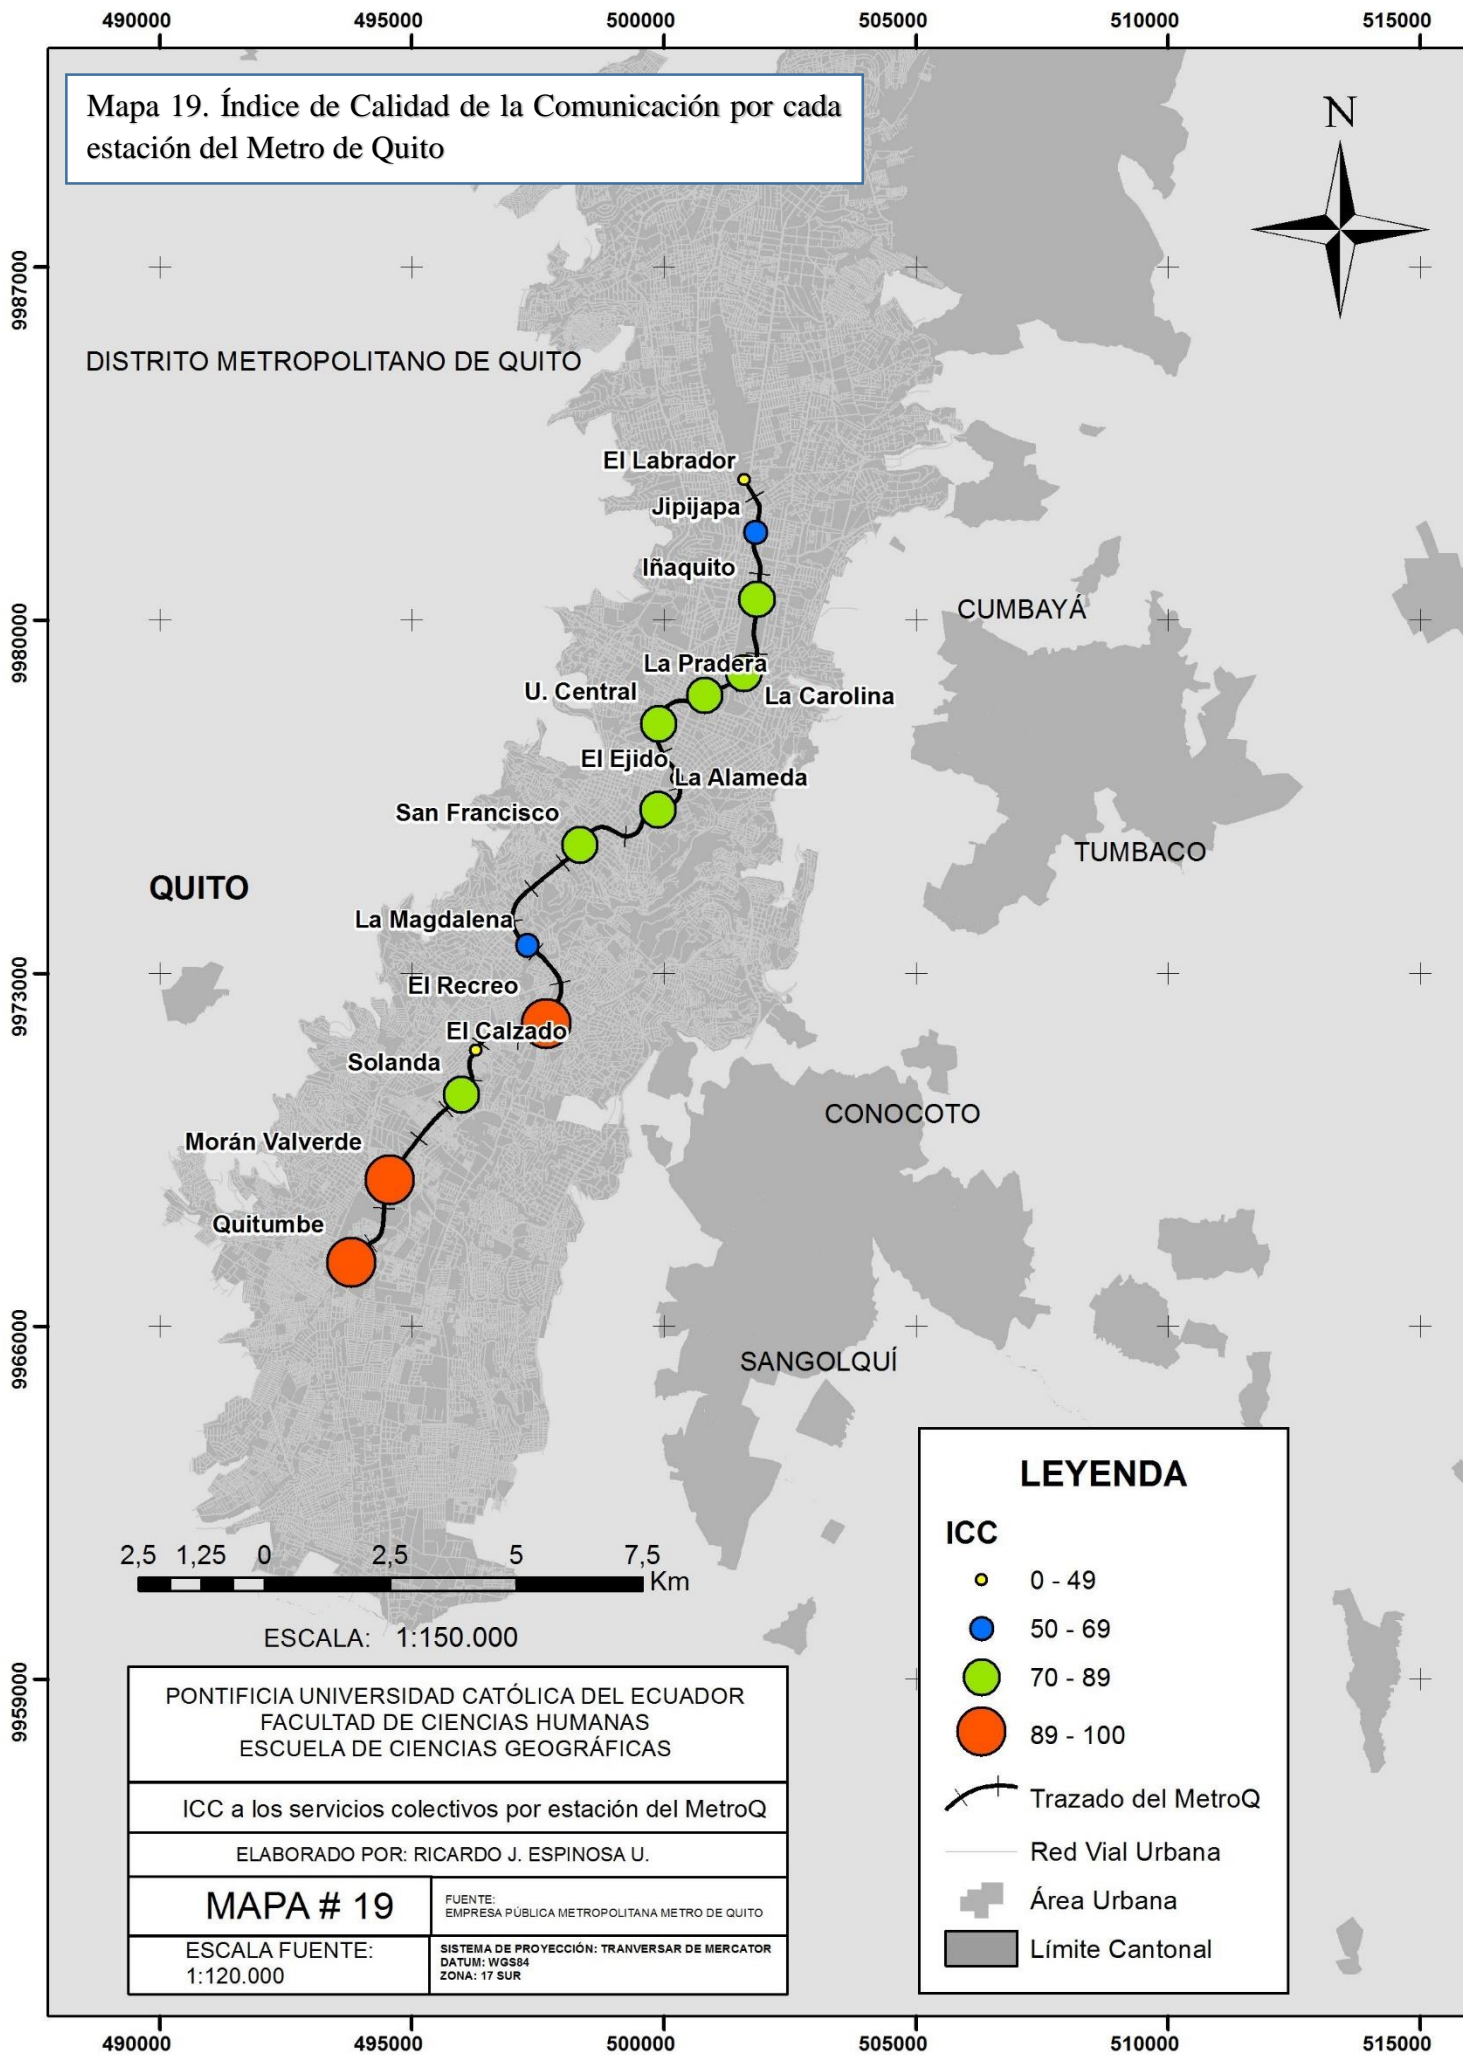 490000 495000 500000 505000 510000 515000
Mapa 19. Índice de Calidad de la Comunicación por cada
estación del Metro de Quito
N
9987000
DISTRITO METROPOLITANO DE QUITO
El Labrador
Jipijapa
Iñaquito
CUMBAYÁ
9980000
La Pradera
U. Central
La Carolina
El Ejido
La Alameda
San Francisco
TUMBACO
QUITO
La Magdalena
9973000
El Recreo
El Calzado
Solanda
CONOCOTO
Morán Valverde
Quitumbe
9966000
SANGOLQUÍ
2,5 1,25 0 2,5 5 7,5
Km
ESCALA: 1:150.000
9959000
PONTIFICIA UNIVERSIDAD CATÓLICA DEL ECUADOR
FACULTAD DE CIENCIAS HUMANAS
ESCUELA DE CIENCIAS GEOGRÁFICAS
ICC a los servicios colectivos por estación del MetroQ
ELABORADO POR: RICARDO J. ESPINOSA U.
MAPA # 19
FUENTE:
EMPRESA PÚBLICA METROPOLITANA METRO DE QUITO
ESCALA FUENTE:
1:120.000
SISTEMA DE PROYECCIÓN: TRANVERSAR DE MERCATOR
DATUM: WGS84
ZONA: 17 SUR
LEYENDA
ICC
0 - 49
50 - 69
70 - 89
89 - 100
Trazado del MetroQ
Red Vial Urbana
Área Urbana
Límite Cantonal
490000 495000 500000 505000 510000 515000